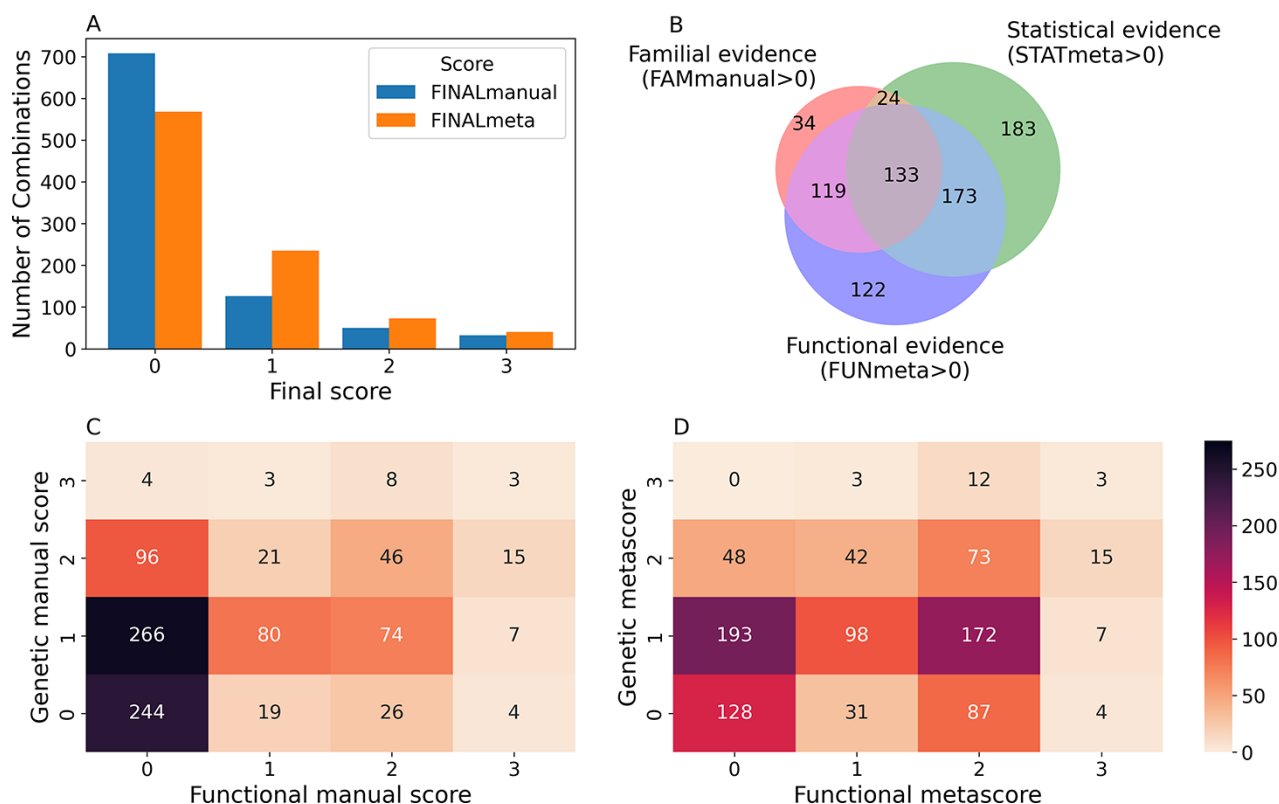 A
Number of Combinations
700
600
500
400
300
200
100
0
Score
FINALmanual
FINALmeta
0 1 2 3
Final score
B
Familial evidence
(FAMmanual>0)
Statistical evidence
(STATmeta>0)
24
34
183
119
133
173
122
Functional evidence
(FUNmeta>0)
C
Genetic manual score
3
4 3 8 3
2
96 21 46 15
1
266 80 74 7
0
244 19 26 4
0 1 2 3
Functional manual score
D
Genetic metascore
3
0 3 12 3
2
48 42 73 15
1
193 98 172 7
0
128 31 87 4
0 1 2 3
Functional metascore
250
200
150
100
50
0